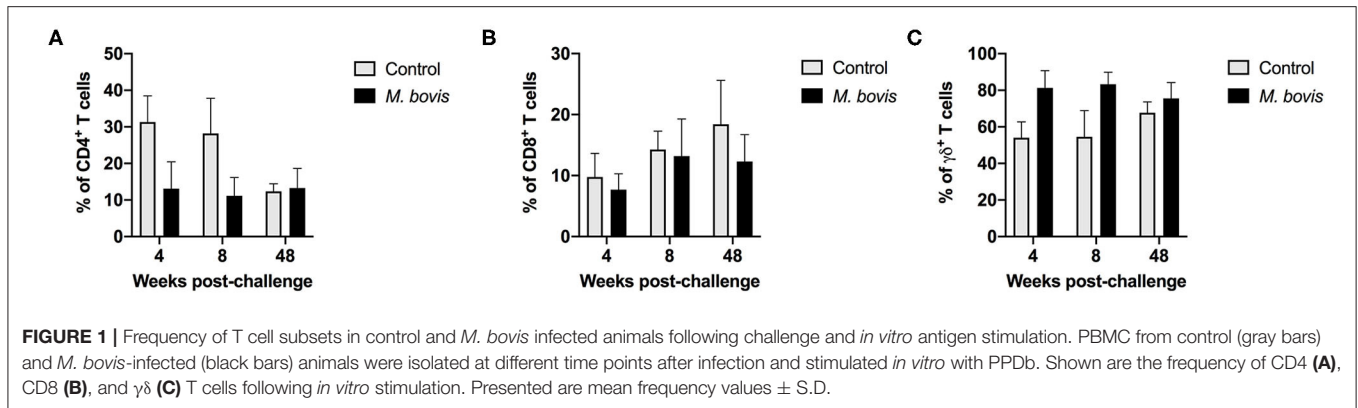 A
% of CD4⁺ T cells
50
40
30
20
10
0
4 8 48
Weeks post-challenge
Control
M. bovis
B
% of CD8⁺ T cells
30
20
10
0
4 8 48
Weeks post-challenge
Control
M. bovis
C
% of γδ⁺ T cells
100
80
60
40
20
0
4 8 48
Weeks post-challenge
Control
M. bovis
FIGURE 1 | Frequency of T cell subsets in control and M. bovis infected animals following challenge and in vitro antigen stimulation. PBMC from control (gray bars)
and M. bovis-infected (black bars) animals were isolated at different time points after infection and stimulated in vitro with PPDb. Shown are the frequency of CD4 (A),
CD8 (B), and γδ (C) T cells following in vitro stimulation. Presented are mean frequency values ± S.D.